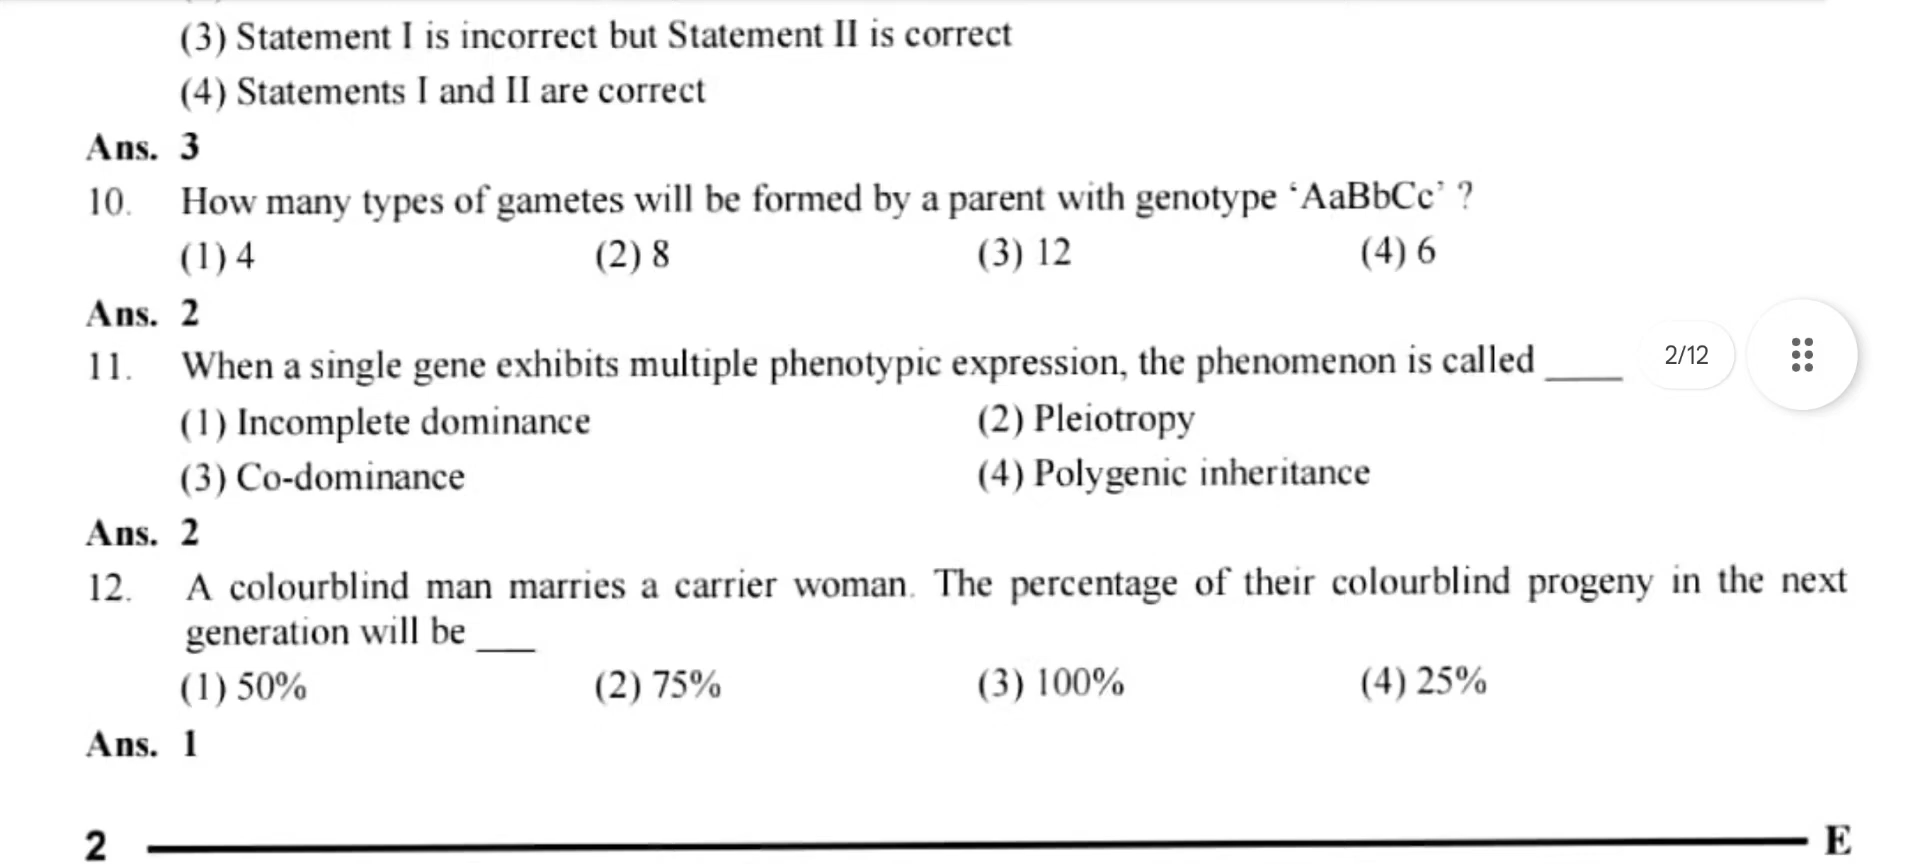 (3) Statement I is incorrect but Statement II is correct
(4) Statements I and II are correct
Ans. 3
10. How many types of gametes will be formed by a parent with genotype ‘AaBbCc’ ?
(1) 4 (2) 8 (3) 12 (4) 6
Ans. 2
11. When a single gene exhibits multiple phenotypic expression, the phenomenon is called ____
2/12
(1) Incomplete dominance (2) Pleiotropy
(3) Co-dominance (4) Polygenic inheritance
Ans. 2
12. A colourblind man marries a carrier woman. The percentage of their colourblind progeny in the next
generation will be ___
(1) 50% (2) 75% (3) 100% (4) 25%
Ans. 1
2 E